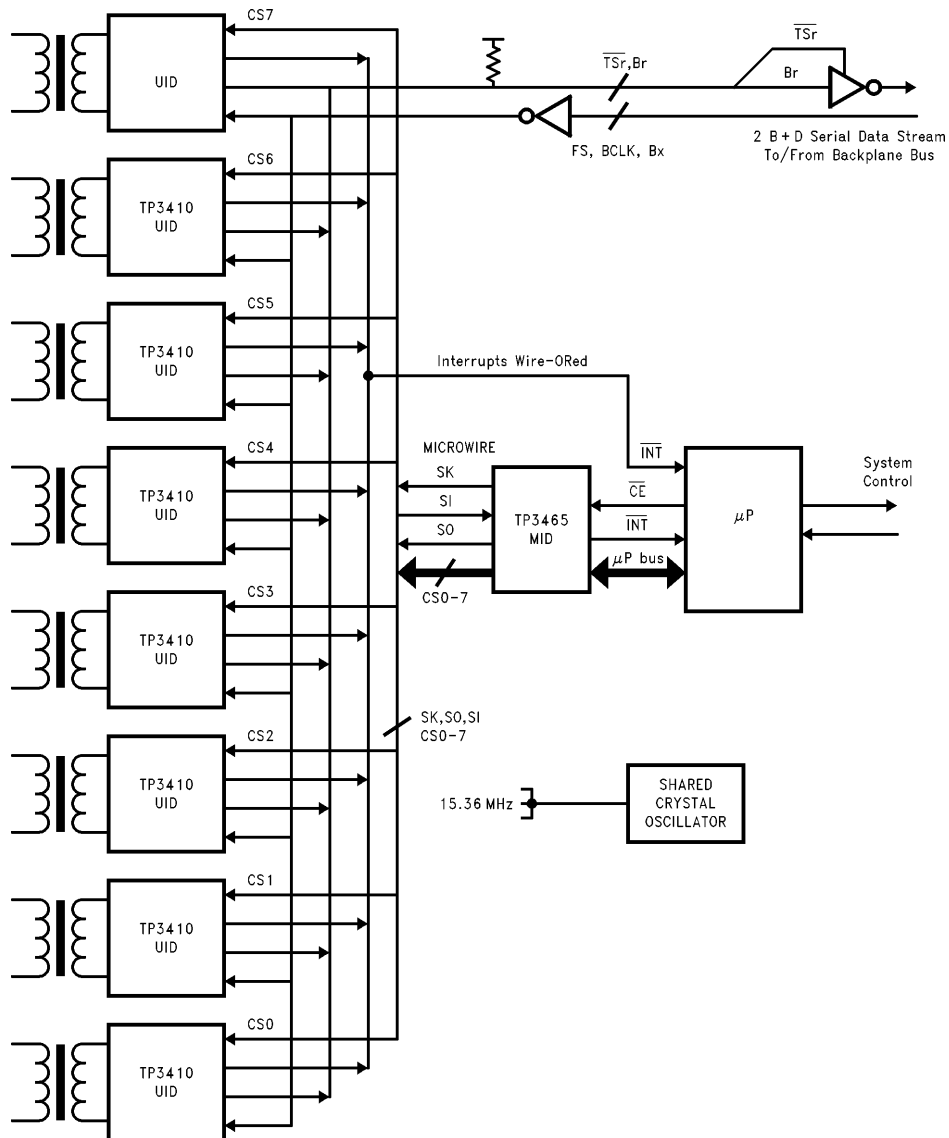 CS7
UID
TSr,Br
TSr
Br
FS, BCLK, Bx
2 B + D Serial Data Stream
To/From Backplane Bus
CS6
TP3410
UID
CS5
TP3410
UID
Interrupts Wire-ORed
CS4
TP3410
UID
MICROWIRE
SK
SI
SO
CS0-7
TP3465
MID
INT
CE
INT
μP bus
μP
System
Control
CS3
TP3410
UID
SK,SO,SI
CS0-7
CS2
TP3410
UID
15.36 MHz
SHARED
CRYSTAL
OSCILLATOR
CS1
TP3410
UID
CS0
TP3410
UID